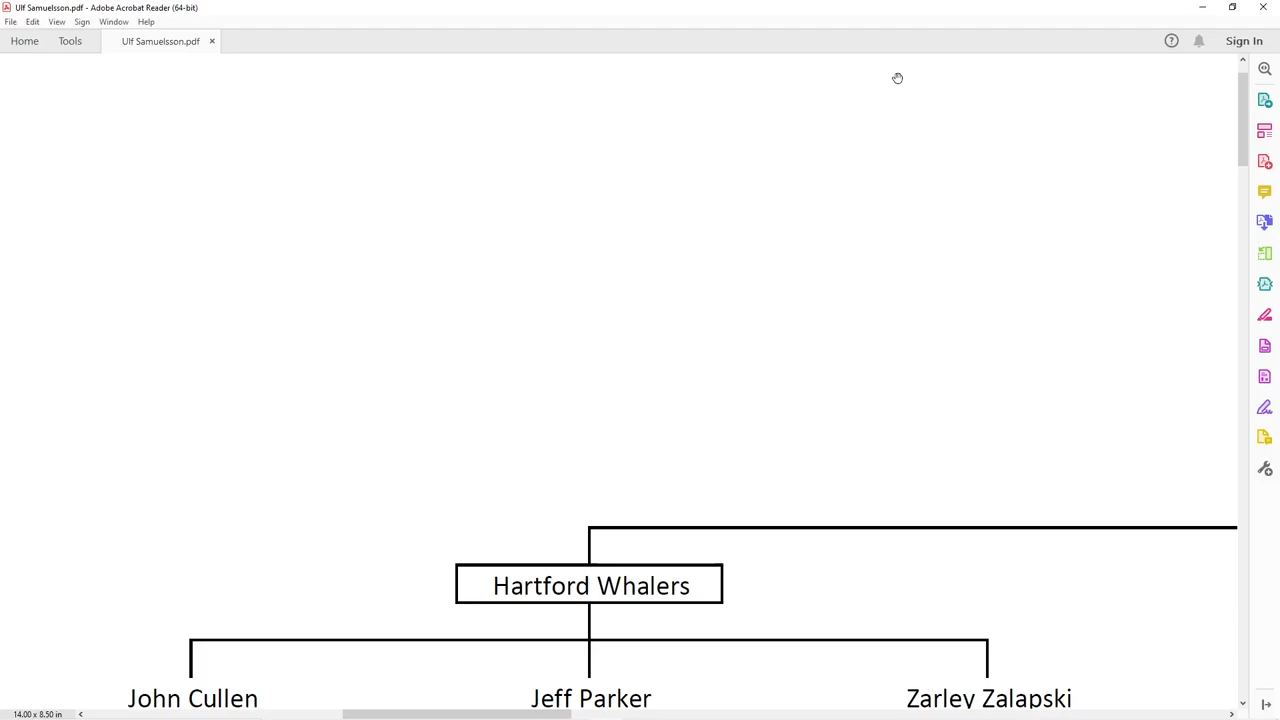 Ulf Samuelsson.pdf - Adobe Acrobat Reader (64-bit)
File Edit View Sign Window Help
Home Tools Ulf Samuelsson.pdf × Sign In
Hartford Whalers
John Cullen Jeff Parker Zarley Zalapski
14.00 x 8.50 in